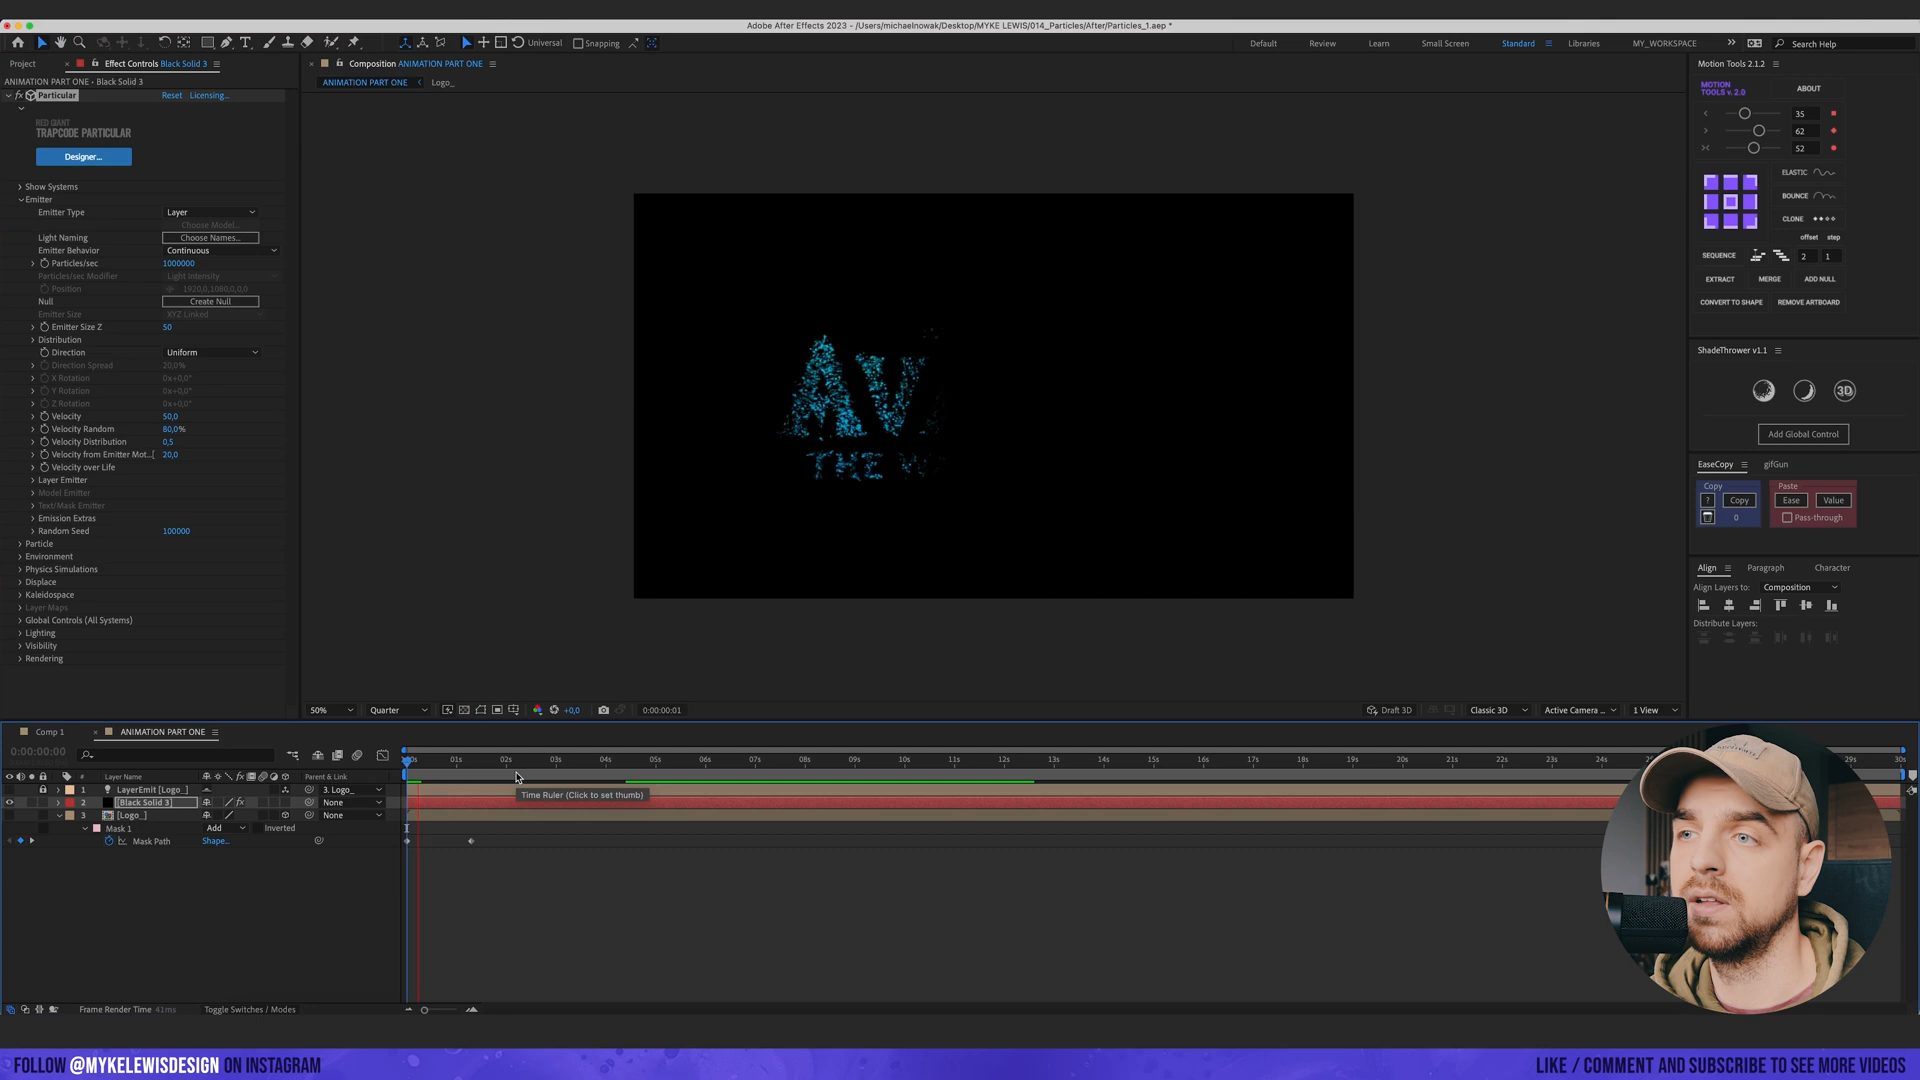 Adobe After Effects 2023 - /Users/michaelnowak/Desktop/MYKE LEWIS/014_Particles/After/Particles_1.aep *
Universal
Snapping
Default
Review
Learn
Small Screen
Standard
Libraries
MY_WORKSPACE
Search Help
Project
Effect Controls Black Solid 3
ANIMATION PART ONE • Black Solid 3
fx Particular
Reset
Licensing...
RED GIANT
TRAPCODE PARTICULAR
Designer...
Show Systems
Emitter
Emitter Type Layer
Choose Model...
Light Naming Choose Names...
Emitter Behavior Continuous
Particles/sec 1000000
Particles/sec Modifier Light Intensity
Position 1920,0,1080,0,0,0
Null Create Null
Emitter Size XYZ Linked
Emitter Size Z 50
Distribution
Direction Uniform
Direction Spread 20,0%
X Rotation 0x+0,0°
Y Rotation 0x+0,0°
Z Rotation 0x+0,0°
Velocity 50,0
Velocity Random 80,0%
Velocity Distribution 0,5
Velocity from Emitter Mot...[ 20,0
Velocity over Life
Layer Emitter
Model Emitter
Text/Mask Emitter
Emission Extras
Random Seed 100000
Particle
Environment
Physics Simulations
Displace
Kaleidospace
Layer Maps
Global Controls (All Systems)
Lighting
Visibility
Rendering
Composition ANIMATION PART ONE
ANIMATION PART ONE
Logo_
AV
THE W
50%
Quarter
+0,0
0:00:00:01
Draft 3D
Classic 3D
Active Camera ...
1 View
Motion Tools 2.1.2
MOTION
TOOLS v. 2.0
ABOUT
35
62
52
ELASTIC
BOUNCE
CLONE
offset step
SEQUENCE 2 1
EXTRACT MERGE ADD NULL
CONVERT TO SHAPE REMOVE ARTBOARD
ShadeThrower v1.1
3D
Add Global Control
EaseCopy gifGun
Copy Paste
? Copy Ease Value
0 Pass-through
Align Paragraph Character
Align Layers to: Composition
Distribute Layers:
Comp 1
ANIMATION PART ONE
0:00:00:00
# Layer Name Parent & Link
1 LayerEmit [Logo_] 3. Logo_
2 [Black Solid 3] fx None
3 [Logo_] None
Mask 1 Add Inverted
Mask Path Shape...
01s 02s 03s 04s 05s 06s 07s 08s 09s 10s 11s 12s 13s 14s 15s 16s 17s 18s 19s 20s 21s 22s 23s 24s 30s
Time Ruler (Click to set thumb)
Frame Render Time 41ms
Toggle Switches / Modes
FOLLOW @MYKELEWISDESIGN ON INSTAGRAM
LIKE / COMMENT AND SUBSCRIBE TO SEE MORE VIDEOS